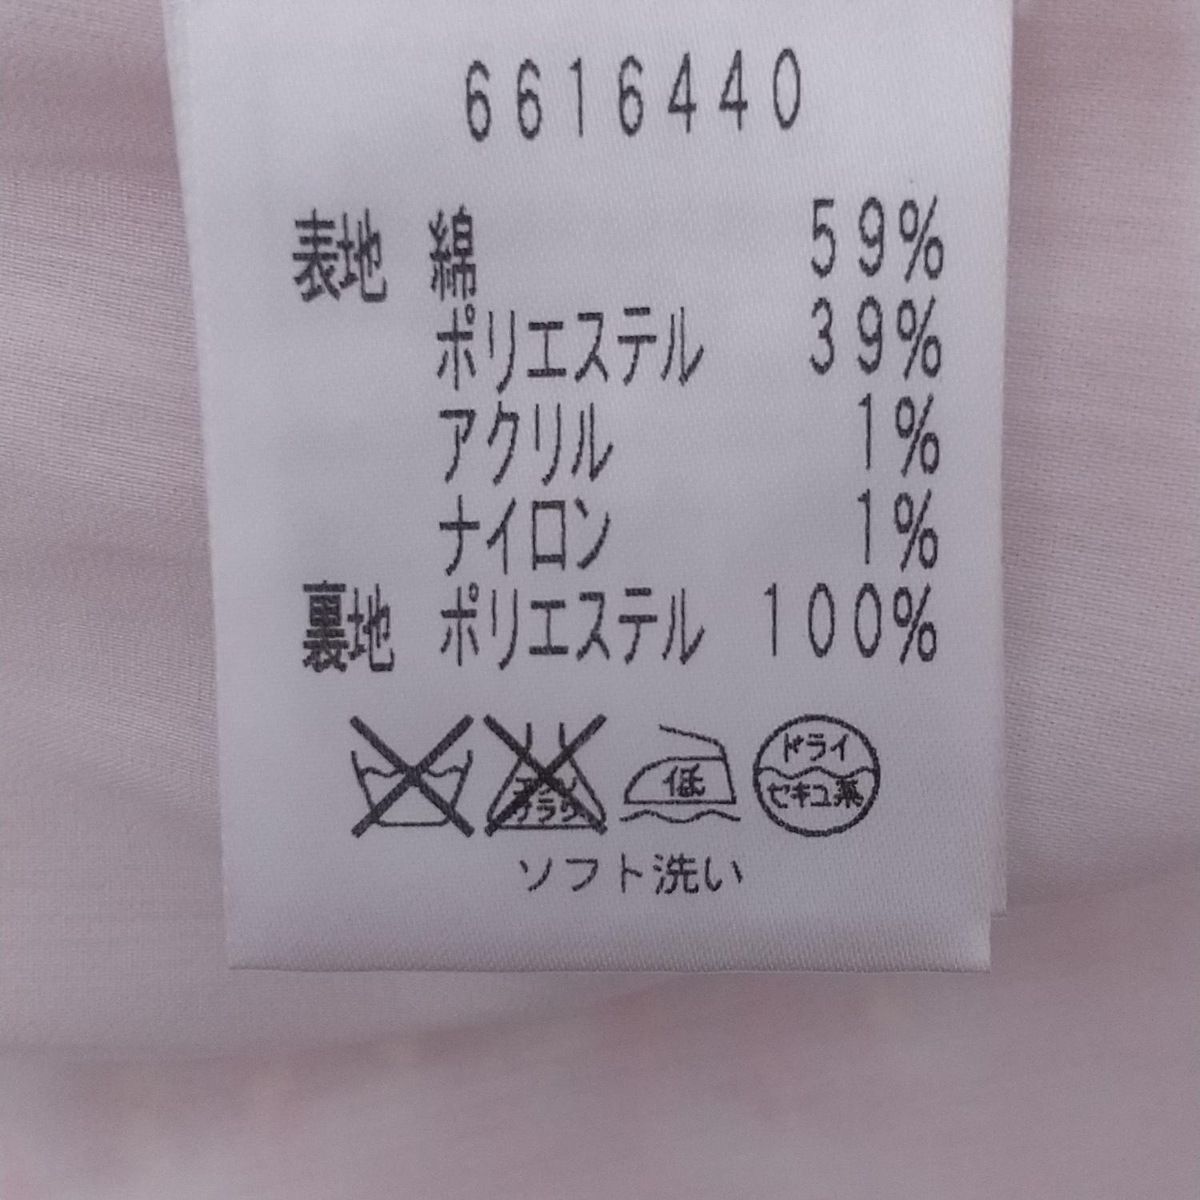 6616440
表地 綿 59%
ポリエステル 39%
アクリル 1%
ナイロン 1%
裏地 ポリエステル 100%
低
ドライ
セキユ系
ソフト洗い